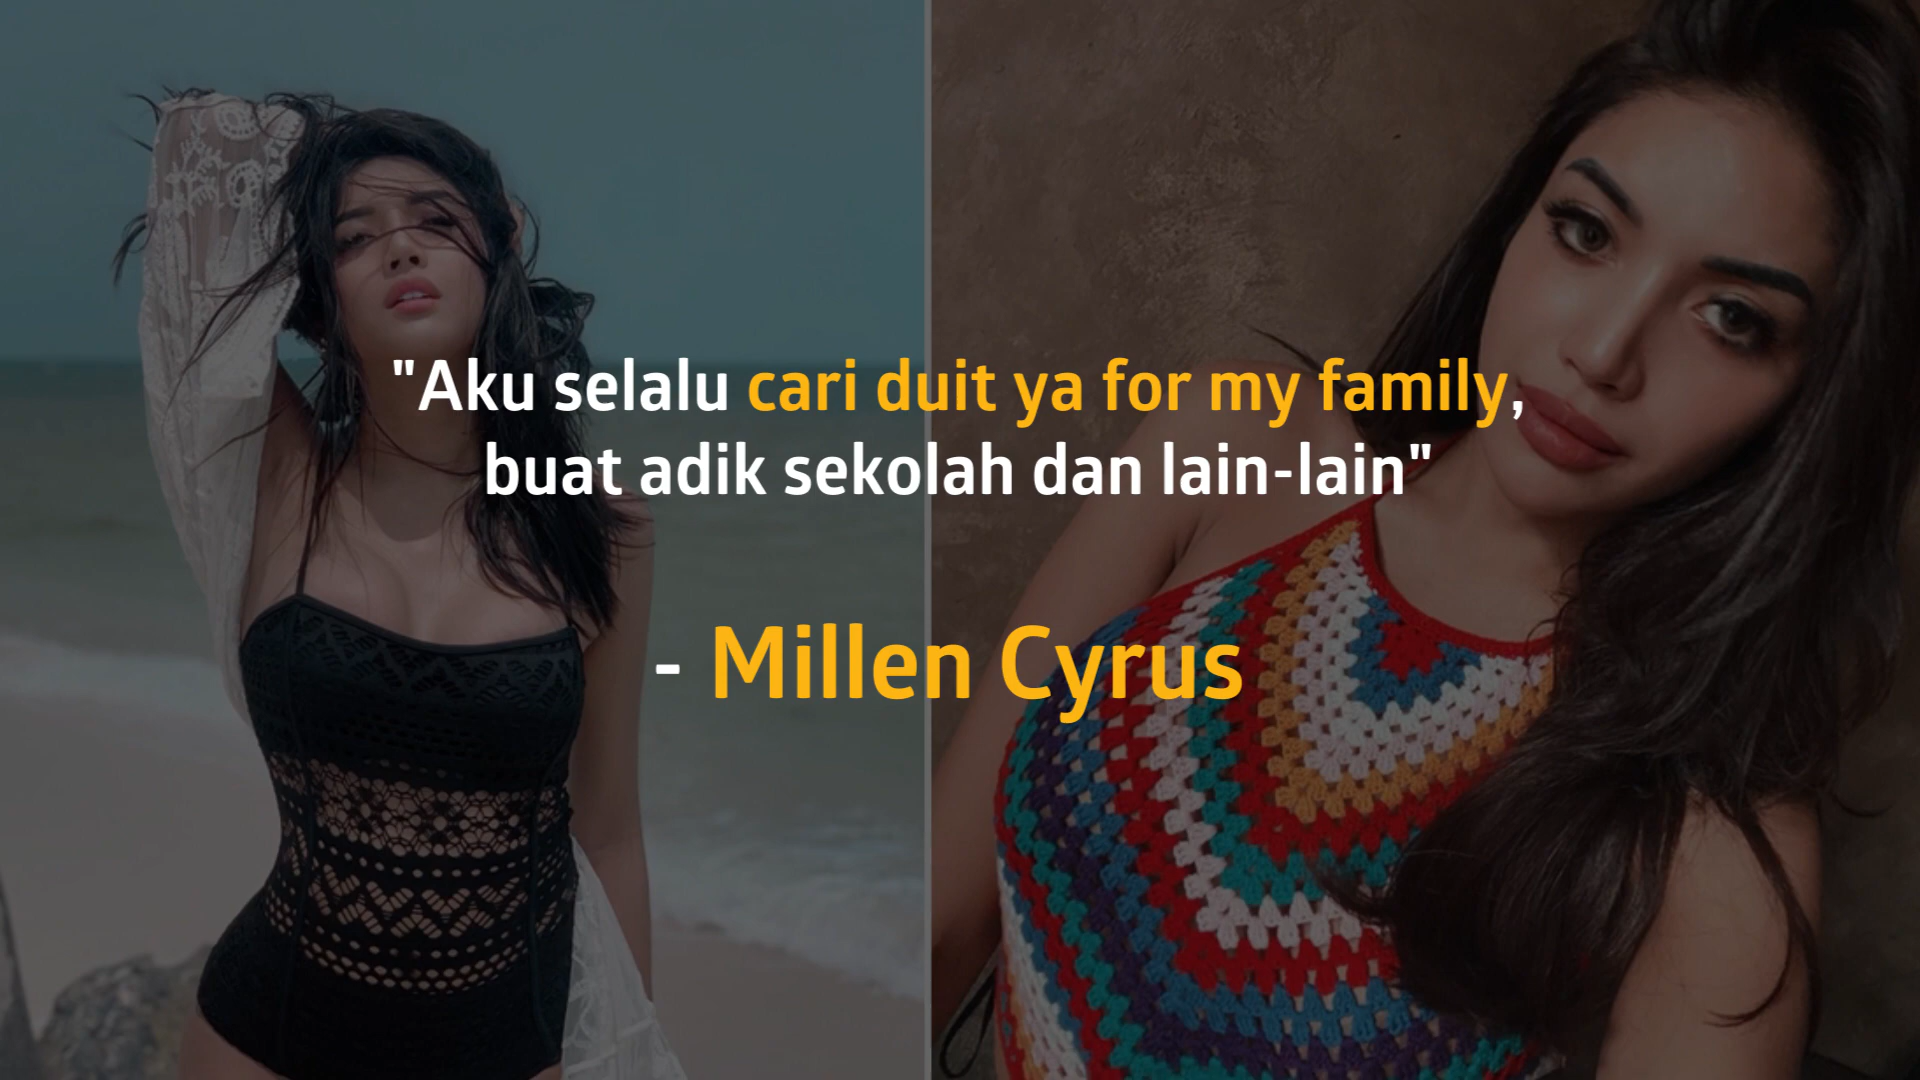 "Aku selalu cari duit ya for my family,
buat adik sekolah dan lain-lain"
- Millen Cyrus